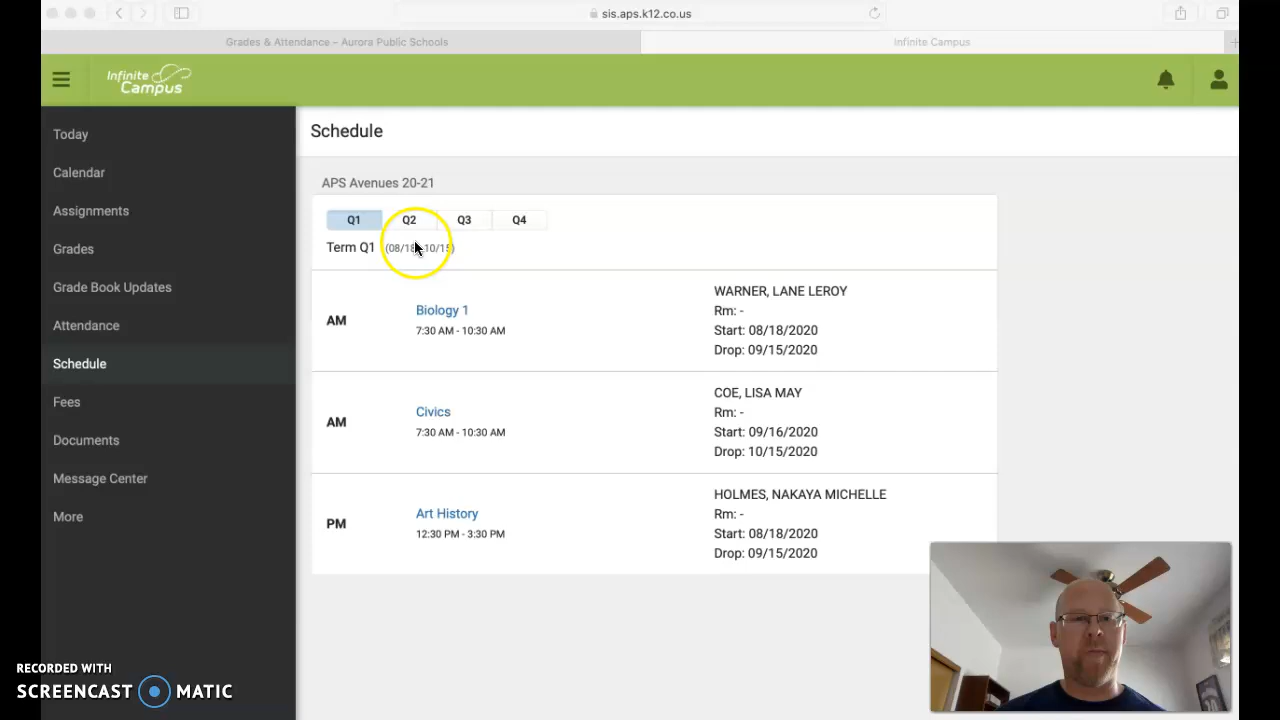 sis.aps.k12.co.us
Grades & Attendance – Aurora Public Schools
Infinite Campus
Infinite
Campus
Today
Calendar
Assignments
Grades
Grade Book Updates
Attendance
Schedule
Fees
Documents
Message Center
More
Schedule
APS Avenues 20-21
Q1 Q2 Q3 Q4
Term Q1 (08/18-10/15)
AM
Biology 1
7:30 AM - 10:30 AM
WARNER, LANE LEROY
Rm: -
Start: 08/18/2020
Drop: 09/15/2020
AM
Civics
7:30 AM - 10:30 AM
COE, LISA MAY
Rm: -
Start: 09/16/2020
Drop: 10/15/2020
PM
Art History
12:30 PM - 3:30 PM
HOLMES, NAKAYA MICHELLE
Rm: -
Start: 08/18/2020
Drop: 09/15/2020
RECORDED WITH
SCREENCAST MATIC